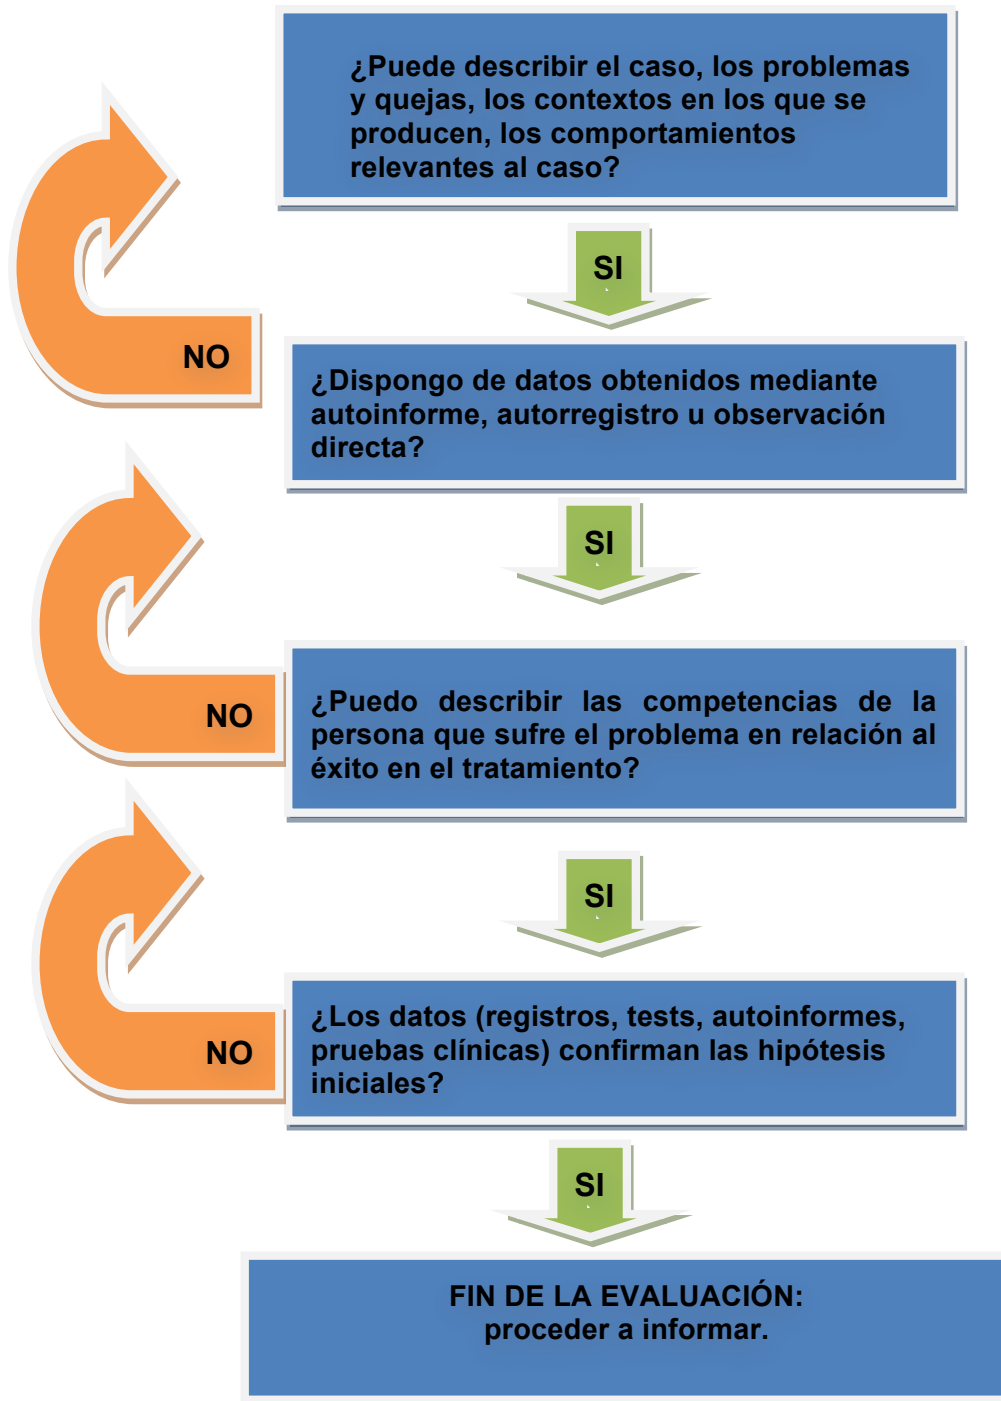 ¿Puede describir el caso, los problemas
y quejas, los contextos en los que se
producen, los comportamientos
relevantes al caso?
SI
NO
¿Dispongo de datos obtenidos mediante
autoinforme, autorregistro u observación
directa?
SI
NO
¿Puedo describir las competencias de la
persona que sufre el problema en relación al
éxito en el tratamiento?
SI
NO
¿Los datos (registros, tests, autoinformes,
pruebas clínicas) confirman las hipótesis
iniciales?
SI
FIN DE LA EVALUACIÓN:
proceder a informar.